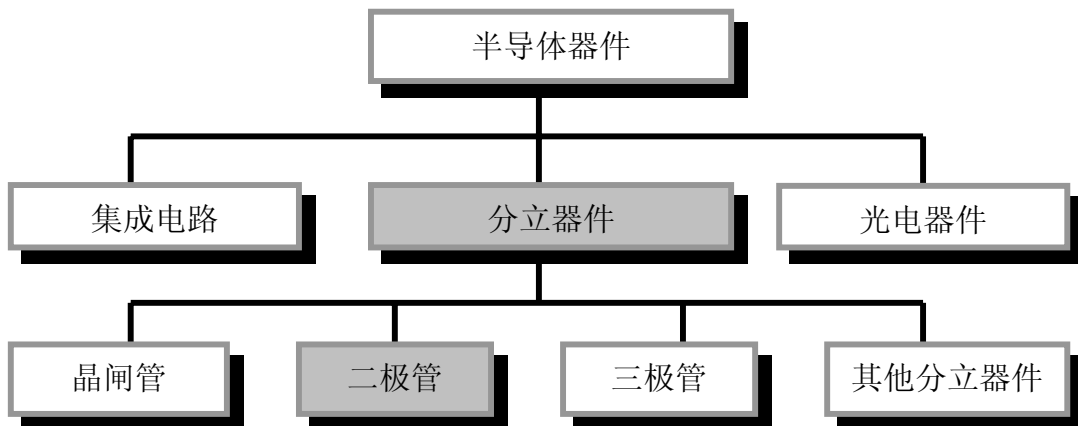 半导体器件
集成电路
分立器件
光电器件
晶闸管
二极管
三极管
其他分立器件